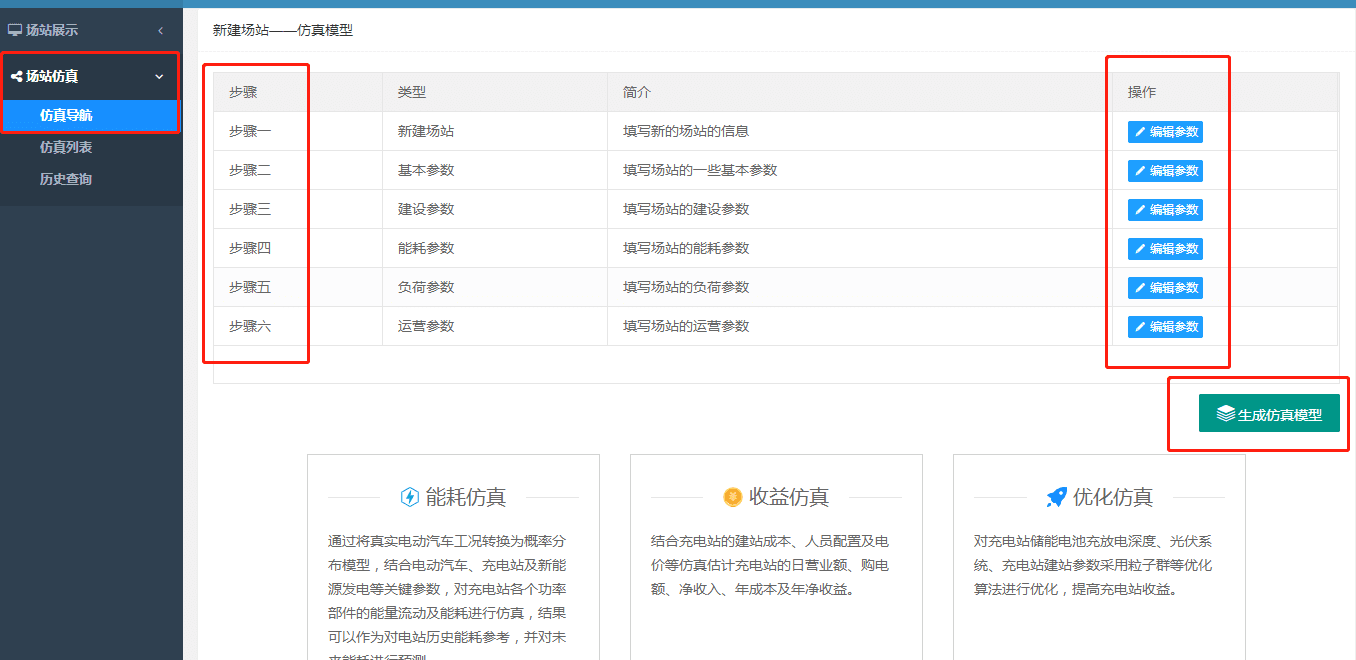 场站展示
场站仿真
仿真导航
仿真列表
历史查询
新建场站——仿真模型
步骤 类型 简介 操作
步骤一 新建场站 填写新的场站的信息 编辑参数
步骤二 基本参数 填写场站的一些基本参数 编辑参数
步骤三 建设参数 填写场站的建设参数 编辑参数
步骤四 能耗参数 填写场站的能耗参数 编辑参数
步骤五 负荷参数 填写场站的负荷参数 编辑参数
步骤六 运营参数 填写场站的运营参数 编辑参数
生成仿真模型
能耗仿真
通过将真实电动汽车工况转换为概率分
布模型，结合电动汽车、充电站及新能
源发电等关键参数，对充电站各个功率
部件的能量流动及能耗进行仿真，结果
可以作为对电站历史能耗参考，并对未
来能耗进行预测
收益仿真
结合充电站的建站成本、人员配置及电
价等仿真估计充电站的日营业额、购电
额、净收入、年成本及年净收益。
优化仿真
对充电站储能电池充放电深度、光伏系
统、充电站建站参数采用粒子群等优化
算法进行优化，提高充电站收益。